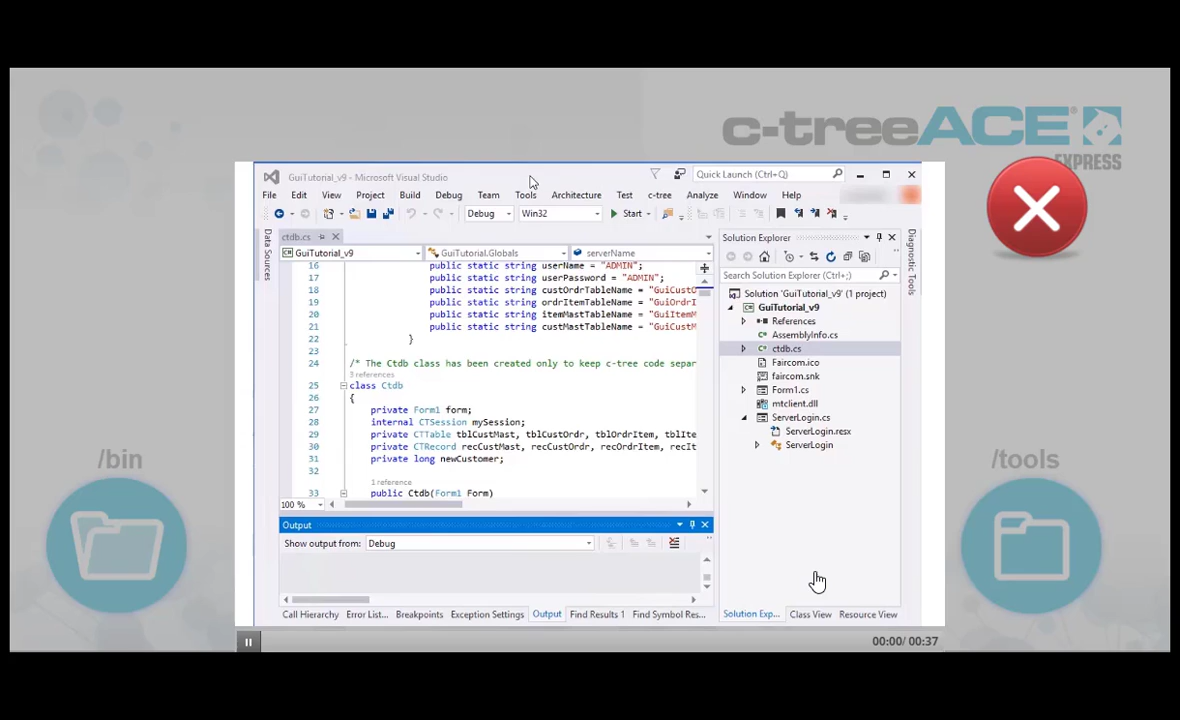 c-treeACE
EXPRESS
GuiTutorial_v9 - Microsoft Visual Studio
Quick Launch (Ctrl+Q)
File Edit View Project Build Debug Team Tools Architecture Test c-tree Analyze Window Help
Debug Win32 Start
Data Sources
ctdb.cs
GuiTutorial_v9 GuiTutorial.Globals serverName
16 public static string userName = "ADMIN";
17 public static string userPassword = "ADMIN";
18 public static string custOrdrTableName = "GuiCustO
19 public static string ordrItemTableName = "GuiOrdrI
20 public static string itemMastTableName = "GuiItemM
21 public static string custMastTableName = "GuiCustM
22 }
23
24 /* The Ctdb class has been created only to keep c-tree code separ
3 references
25 class Ctdb
26 {
27 private Form1 form;
28 internal CTSession mySession;
29 private CTTable tblCustMast, tblCustOrdr, tblOrdrItem, tblIte
30 private CTRecord recCustMast, recCustOrdr, recOrdrItem, recIt
31 private long newCustomer;
32
1 reference
33 public Ctdb(Form1 Form)
100 %
Output
Show output from: Debug
Call Hierarchy Error List... Breakpoints Exception Settings Output Find Results 1 Find Symbol Res...
Solution Explorer
Search Solution Explorer (Ctrl+;)
Solution 'GuiTutorial_v9' (1 project)
GuiTutorial_v9
References
AssemblyInfo.cs
ctdb.cs
Faircom.ico
faircom.snk
Form1.cs
mtclient.dll
ServerLogin.cs
ServerLogin.resx
ServerLogin
Solution Exp... Class View Resource View
Diagnostic Tools
/bin
/tools
00:00/ 00:37